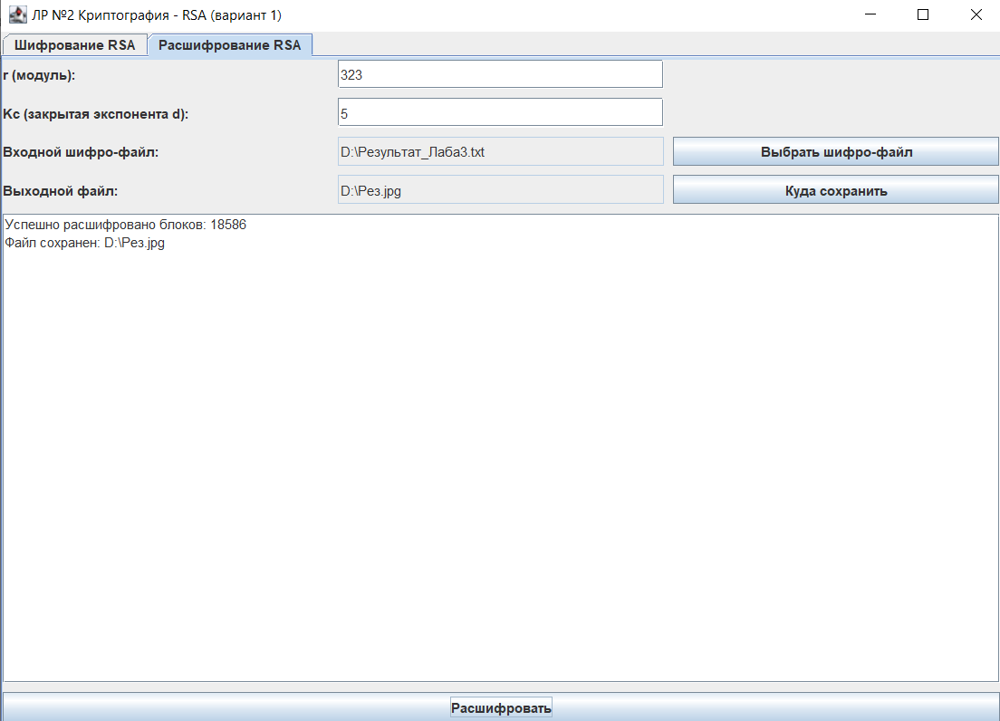 ЛР №2 Криптография - RSA (вариант 1)
Шифрование RSA Расшифрование RSA
r (модуль): 323
Kc (закрытая экспонента d): 5
Входной шифро-файл: D:\Результат_Лаба3.txt Выбрать шифро-файл
Выходной файл: D:\Рез.jpg Куда сохранить
Успешно расшифровано блоков: 18586
Файл сохранен: D:\Рез.jpg
Расшифровать